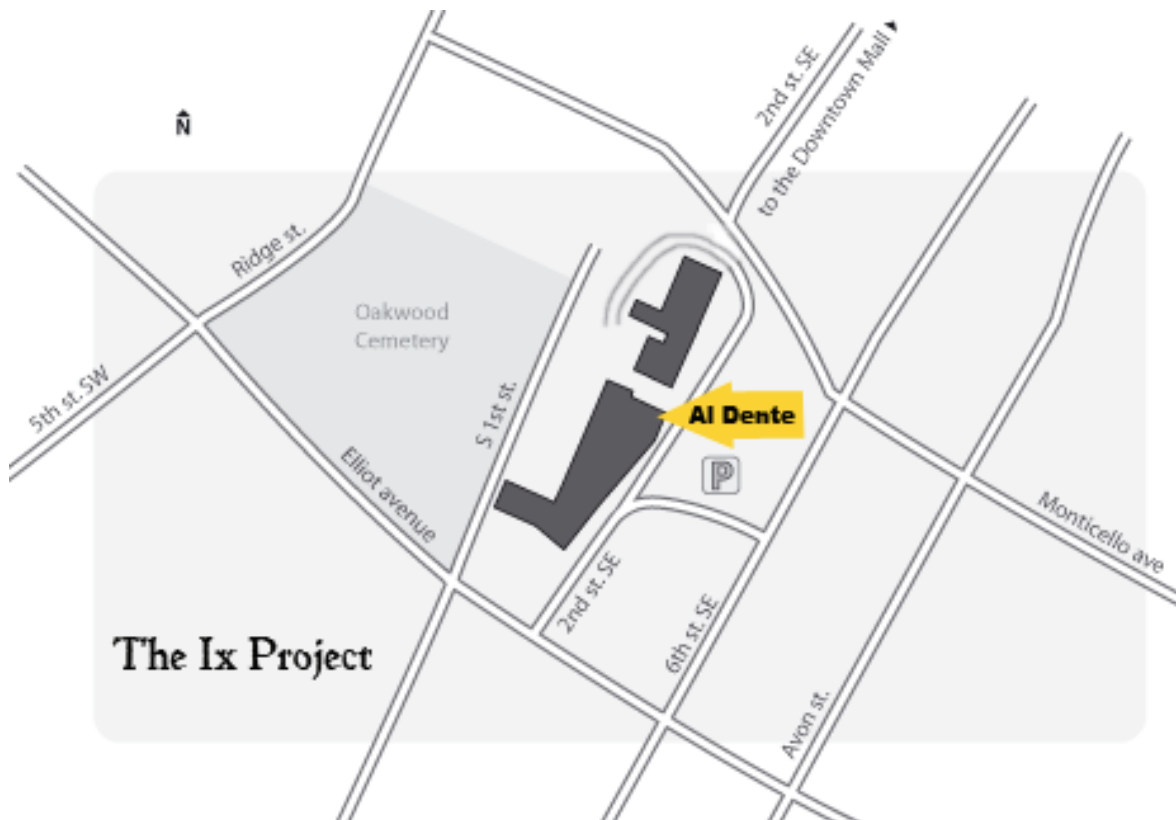 2nd st. SE
to the Downtown Mall
N
Ridge st.
Oakwood
Cemetery
5th st. SW
S 1st st.
Al Dente
Elliot avenue
P
Monticello ave
2nd st. SE
6th st. SE
The Ix Project
Avon st.